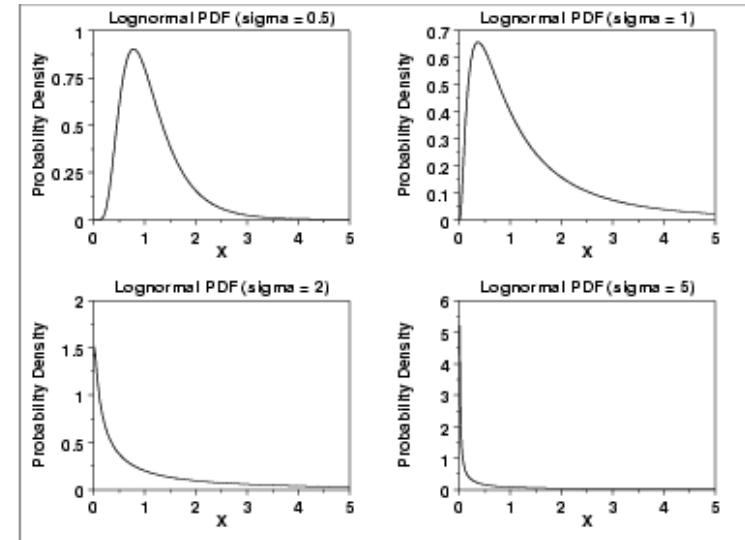 Lognormal PDF (sigma = 0.5)
Probability Density
1
0.75
0.5
0.25
0
0 1 2 3 4 5
X
Lognormal PDF (sigma = 1)
Probability Density
0.7
0.6
0.5
0.4
0.3
0.2
0.1
0
0 1 2 3 4 5
X
Lognormal PDF (sigma = 2)
Probability Density
2
1.5
1
0.5
0
0 1 2 3 4 5
X
Lognormal PDF (sigma = 5)
Probability Density
6
5
4
3
2
1
0
0 1 2 3 4 5
X